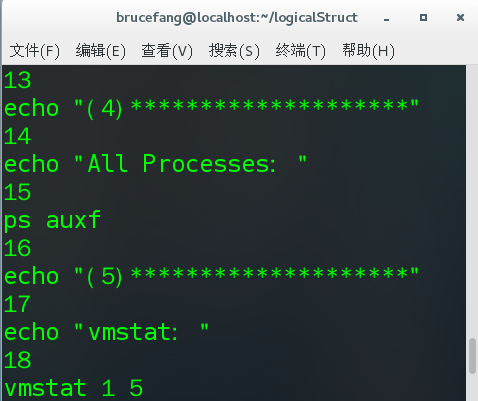 brucefang@localhost:~/logicalStruct
文件(F) 编辑(E) 查看(V) 搜索(S) 终端(T) 帮助(H)
13
echo "(4)********************"
14
echo "All Processes: "
15
ps auxf
16
echo "(5)********************"
17
echo "vmstat: "
18
vmstat 1 5